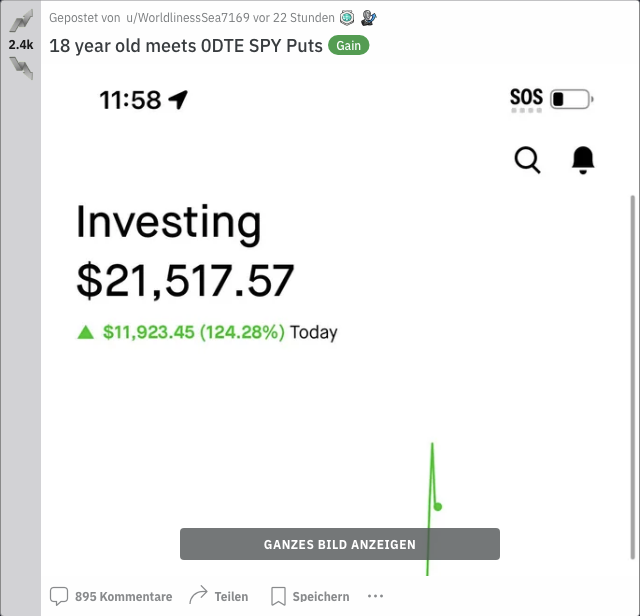 Gepostet von u/WorldlinessSea7169 vor 22 Stunden
2.4k
18 year old meets 0DTE SPY Puts Gain
11:58 SOS
Investing
$21,517.57
▲ $11,923.45 (124.28%) Today
GANZES BILD ANZEIGEN
895 Kommentare Teilen Speichern ...